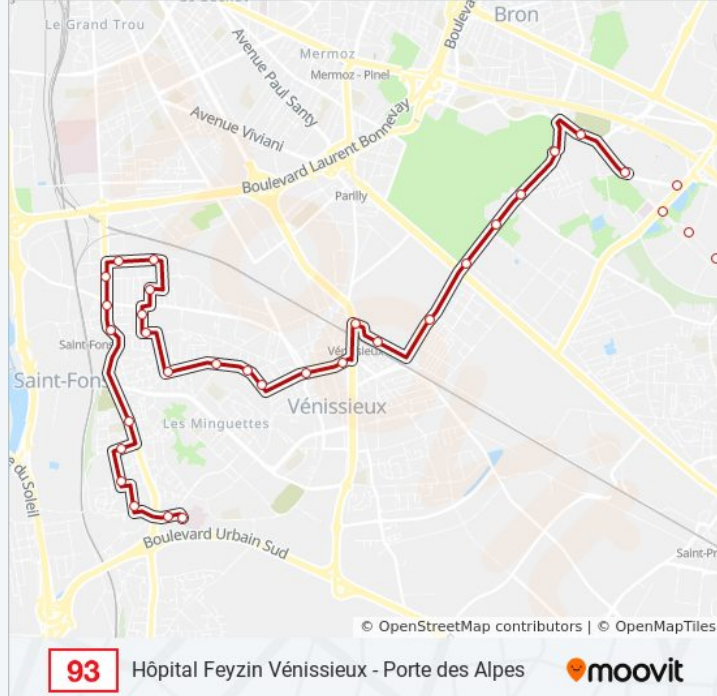 Le Grand Trou
Bron
Boulevard
Mermoz
Avenue Paul Santy
Mermoz - Pinel
Avenue Viviani
Boulevard Laurent Bonnevay
Parilly
Saint-Fons
Vénissieux
Saint-Fons
Vénissieux
Les Minguettes
e du Soleil
Boulevard Urbain Sud
Saint-Pr
© OpenStreetMap contributors | © OpenMapTiles
93
Hôpital Feyzin Vénissieux - Porte des Alpes
moovit